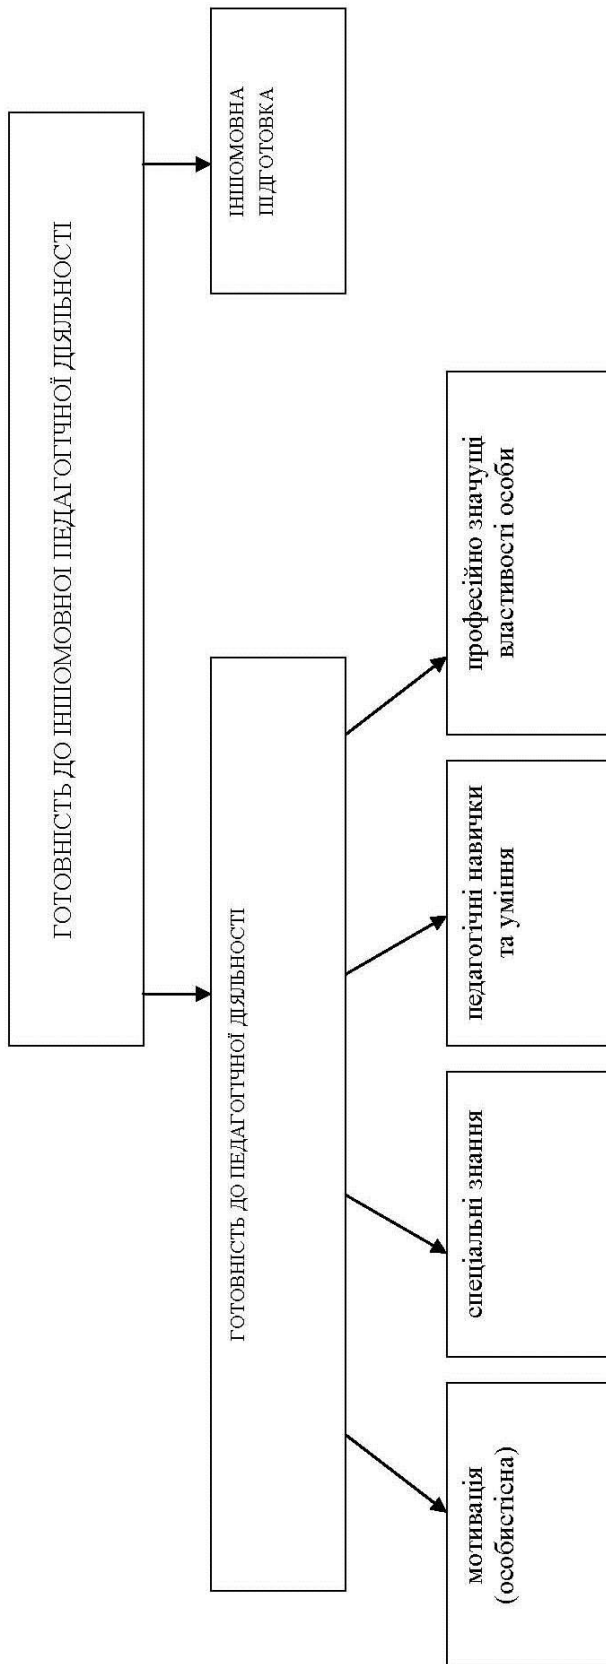 ГОТОВНІСТЬ ДО ІНШОМОВНОЇ ПЕДАГОГІЧНОЇ ДІЯЛЬНОСТІ
ГОТОВНІСТЬ ДО ПЕДАГОГІЧНОЇ ДІЯЛЬНОСТІ
ІНШОМОВНА
ПІДГОТОВКА
мотивація
(особистісна)
спеціальні знання
педагогічні навички
та уміння
професійно значущі
властивості особи